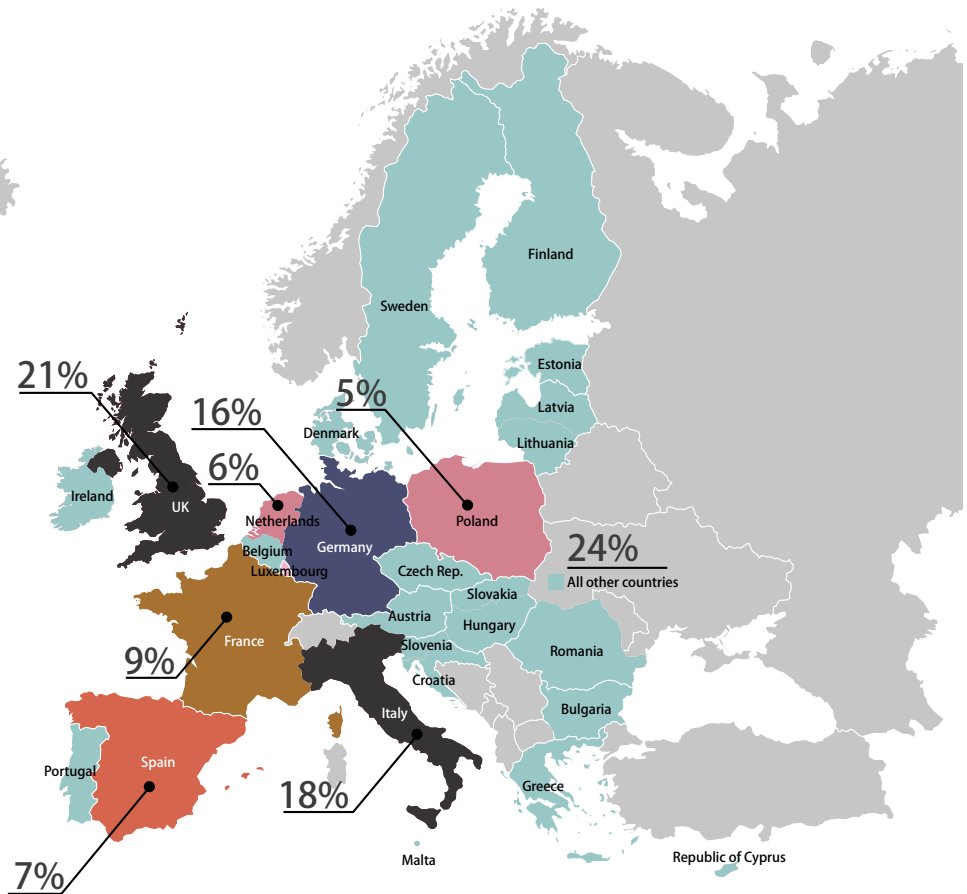 Finland
Sweden
Estonia
21%
5%
16%
Latvia
Denmark
Lithuania
6%
Ireland
UK
Netherlands
Poland
Germany
24%
Belgium
Luxembourg
Czech Rep.
All other countries
Slovakia
Austria
Hungary
France
Slovenia
Romania
9%
Croatia
Italy
Bulgaria
Spain
Portugal
Greece
18%
Malta
Republic of Cyprus
7%